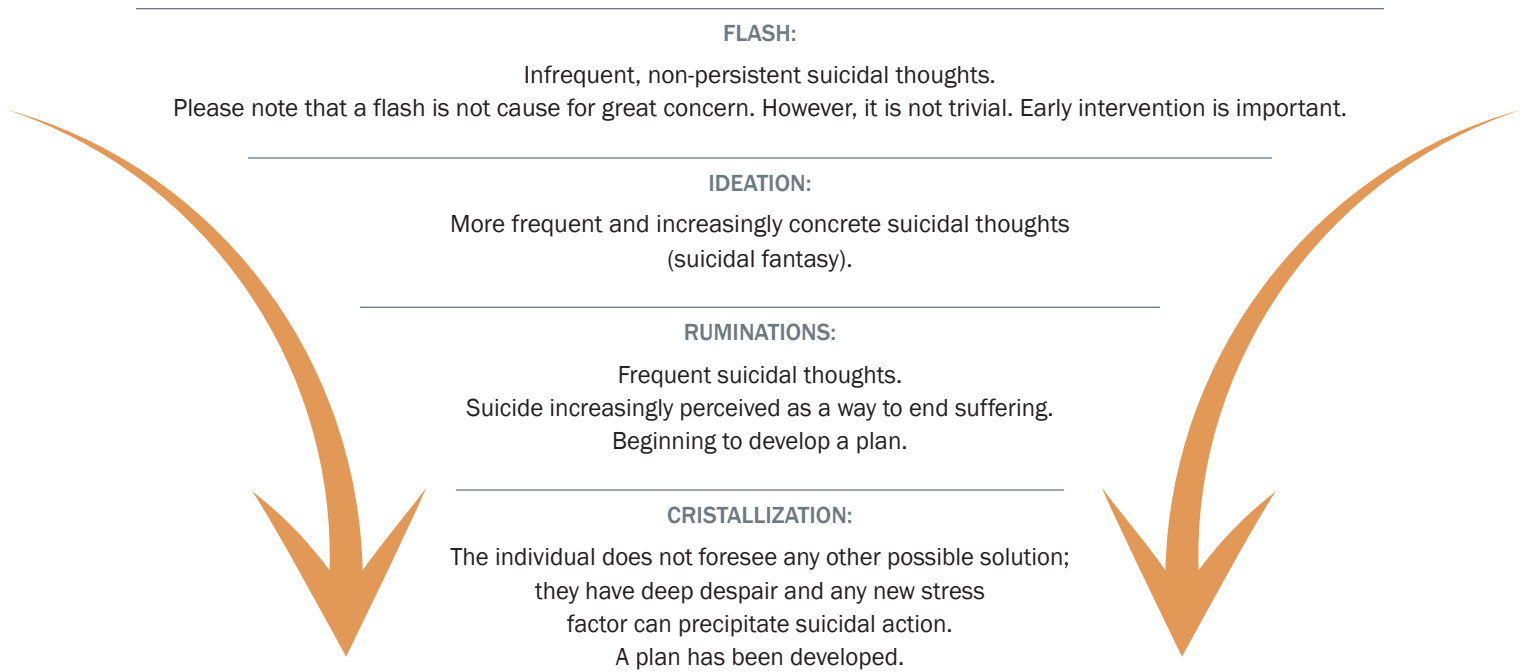 FLASH:
Infrequent, non-persistent suicidal thoughts.
Please note that a flash is not cause for great concern. However, it is not trivial. Early intervention is important.
IDEATION:
More frequent and increasingly concrete suicidal thoughts
(suicidal fantasy).
RUMINATIONS:
Frequent suicidal thoughts.
Suicide increasingly perceived as a way to end suffering.
Beginning to develop a plan.
CRISTALLIZATION:
The individual does not foresee any other possible solution;
they have deep despair and any new stress
factor can precipitate suicidal action.
A plan has been developed.